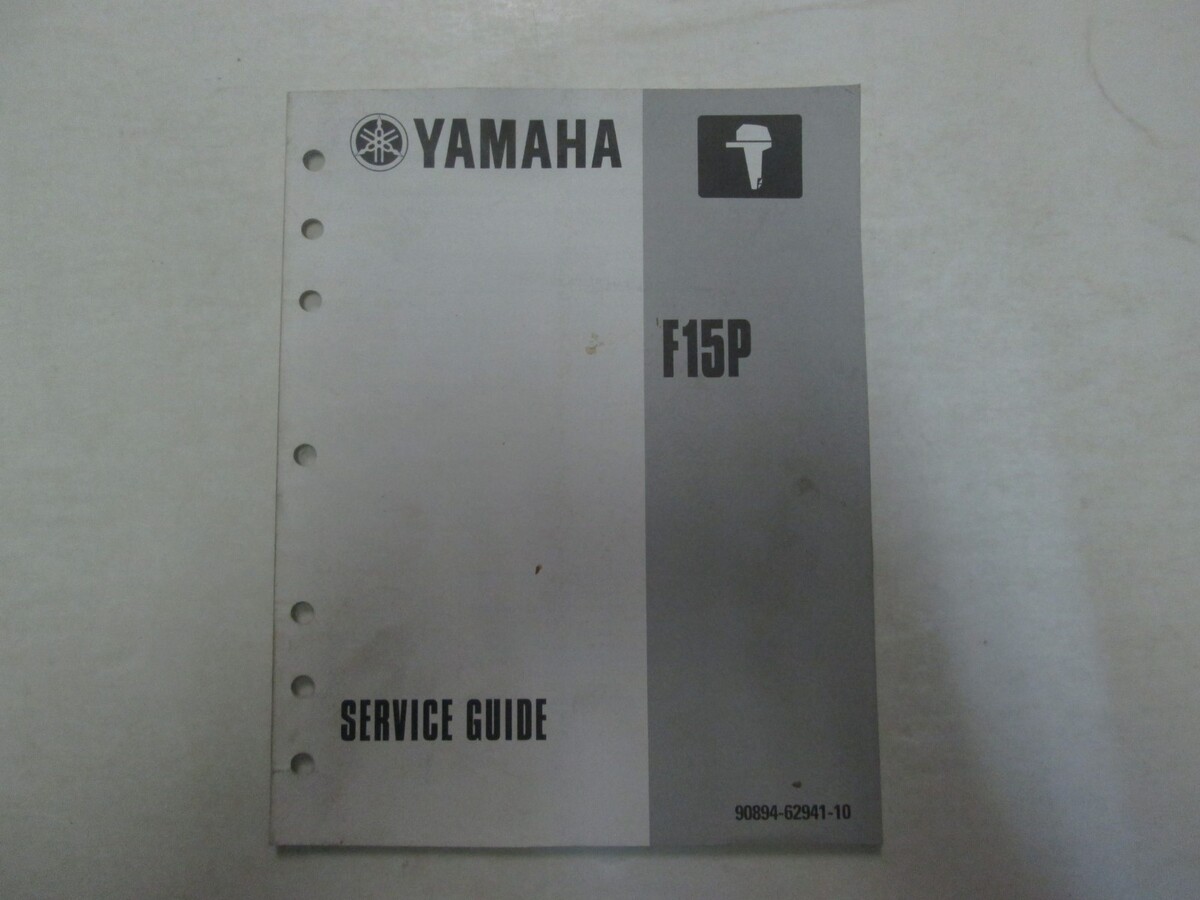 YAMAHA
F15P
SERVICE GUIDE
90894-62941-10